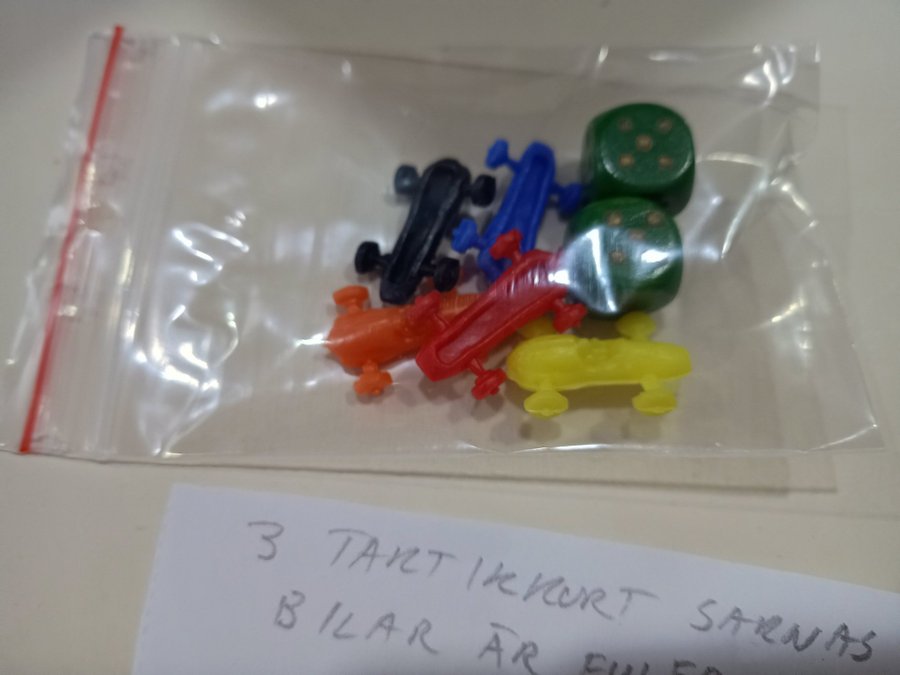 3 TAKTIKKORT SAKNAS
BILAR ÄR